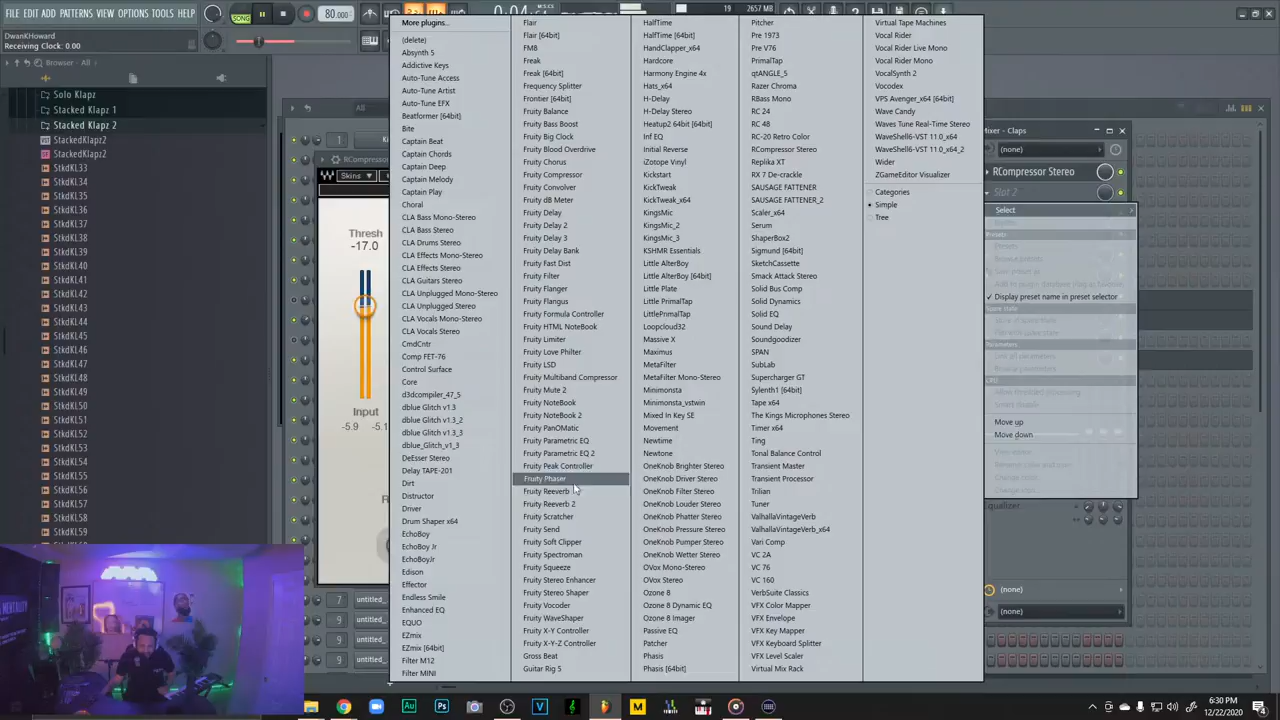 SONG
80.000
19
2657 MB
DwanKHoward
Receiving Clock: 0.00
Browser - All
Solo Klapz
Stacked Klapz 1
Stacked Klapz 2
StackedKlapz1
StackedKlapz2
StkdKL33
StkdKL34
StkdKL35
StkdKL36
StkdKL37
StkdKL38
StkdKL39
StkdKL40
StkdKL41
StkdKL42
StkdKL44
StkdKL45
StkdKL46
StkdKL47
StkdKL48
StkdKL49
StkdKL50
StkdKL51
StkdKL52
StkdKL53
StkdKL54
StkdKL55
StkdKL56
StkdKL57
StkdKL58
RCompressor
Skins
Thresh
-17.0
Input
-5.9 -5.1
7 untitled_
9 untitled_
9 untitled_
More plugins...
(delete)
Absynth 5
Addictive Keys
Auto-Tune Access
Auto-Tune Artist
Auto-Tune EFX
Beatformer [64bit]
Bite
Captain Beat
Captain Chords
Captain Deep
Captain Melody
Captain Play
Choral
CLA Bass Mono-Stereo
CLA Bass Stereo
CLA Drums Stereo
CLA Effects Mono-Stereo
CLA Effects Stereo
CLA Guitars Stereo
CLA Unplugged Mono-Stereo
CLA Unplugged Stereo
CLA Vocals Mono-Stereo
CLA Vocals Stereo
CmdCntr
Comp FET-76
Control Surface
Core
d3dcompiler_47_5
dblue Glitch v1.3
dblue Glitch v1.3_2
dblue Glitch v1.3_3
dblue_Glitch_v1_3
DeEsser Stereo
Delay TAPE-201
Dirt
Distructor
Driver
Drum Shaper x64
EchoBoy
EchoBoy Jr
EchoBoyJr
Edison
Effector
Endless Smile
Enhanced EQ
EQUO
EZmix
EZmix [64bit]
Filter M12
Filter MINI
Flair
Flair [64bit]
FM8
Freak
Freak [64bit]
Frequency Splitter
Frontier [64bit]
Fruity Balance
Fruity Bass Boost
Fruity Big Clock
Fruity Blood Overdrive
Fruity Chorus
Fruity Compressor
Fruity Convolver
Fruity dB Meter
Fruity Delay
Fruity Delay 2
Fruity Delay 3
Fruity Delay Bank
Fruity Fast Dist
Fruity Filter
Fruity Flanger
Fruity Flangus
Fruity Formula Controller
Fruity HTML NoteBook
Fruity Limiter
Fruity Love Philter
Fruity LSD
Fruity Multiband Compressor
Fruity Mute 2
Fruity NoteBook
Fruity NoteBook 2
Fruity PanOMatic
Fruity Parametric EQ
Fruity Parametric EQ 2
Fruity Peak Controller
Fruity Phaser
Fruity Reeverb
Fruity Reeverb 2
Fruity Scratcher
Fruity Send
Fruity Soft Clipper
Fruity Spectroman
Fruity Squeeze
Fruity Stereo Enhancer
Fruity Stereo Shaper
Fruity Vocoder
Fruity WaveShaper
Fruity X-Y Controller
Fruity X-Y-Z Controller
Gross Beat
Guitar Rig 5
HalfTime
HalfTime [64bit]
HandClapper_x64
Hardcore
Harmony Engine 4x
Hats_x64
H-Delay
H-Delay Stereo
Heatup2 64bit [64bit]
Inf EQ
Initial Reverse
iZotope Vinyl
Kickstart
KickTweak
KickTweak_x64
KingsMic
KingsMic_2
KingsMic_3
KSHMR Essentials
Little AlterBoy
Little AlterBoy [64bit]
Little Plate
Little PrimalTap
LittlePrimalTap
Loopcloud32
Massive X
Maximus
MetaFilter
MetaFilter Mono-Stereo
Minimonsta
Minimonsta_vstwin
Mixed In Key SE
Movement
Newtime
Newtone
OneKnob Brighter Stereo
OneKnob Driver Stereo
OneKnob Filter Stereo
OneKnob Louder Stereo
OneKnob Phatter Stereo
OneKnob Pressure Stereo
OneKnob Pumper Stereo
OneKnob Wetter Stereo
OVox Mono-Stereo
OVox Stereo
Ozone 8
Ozone 8 Dynamic EQ
Ozone 8 Imager
Passive EQ
Patcher
Phasis
Phasis [64bit]
Pitcher
Pre 1973
Pre V76
PrimalTap
qtANGLE_5
Razer Chroma
RBass Mono
RC 24
RC 48
RC-20 Retro Color
RCompressor Stereo
Replika XT
RX 7 De-crackle
SAUSAGE FATTENER
SAUSAGE FATTENER_2
Scaler_x64
Serum
ShaperBox2
Sigmund [64bit]
SketchCassette
Smack Attack Stereo
Solid Bus Comp
Solid Dynamics
Solid EQ
Sound Delay
Soundgoodizer
SPAN
SubLab
Supercharger GT
Sylenth1 [64bit]
Tape x64
The Kings Microphones Stereo
Timer x64
Ting
Tonal Balance Control
Transient Master
Transient Processor
Trilian
Tuner
ValhallaVintageVerb
ValhallaVintageVerb_x64
Vari Comp
VC 2A
VC 76
VC 160
VerbSuite Classics
VFX Color Mapper
VFX Envelope
VFX Key Mapper
VFX Keyboard Splitter
VFX Level Scaler
Virtual Mix Rack
Virtual Tape Machines
Vocal Rider
Vocal Rider Live Mono
Vocal Rider Mono
VocalSynth 2
Vocodex
VPS Avenger_x64 [64bit]
Wave Candy
Waves Tune Real-Time Stereo
WaveShell6-VST 11.0_x64
WaveShell6-VST 11.0_x64_2
Wider
ZGameEditor Visualizer
Categories
Simple
Tree
Mixer - Claps
(none)
RCompressor Stereo
Slot 2
Select
Presets
Display preset name in preset selector
Move up
Move down
Equalizer
(none)
(none)
6:30 PM
12/22/2020